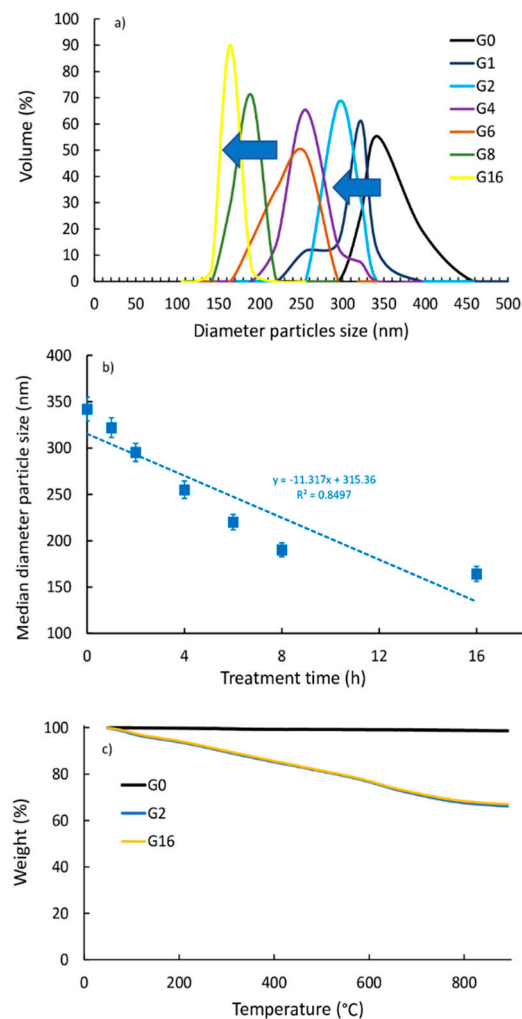 a)
100
90
80
70
60
50
40
30
20
10
0
Volume (%)
G0
G1
G2
G4
G6
G8
G16
0 50 100 150 200 250 300 350 400 450 500
Diameter particles size (nm)
b)
400
350
300
250
200
150
100
Median diameter particle size (nm)
y = -11.317x + 315.36
R² = 0.8497
0 4 8 12 16
Treatment time (h)
c)
100
80
60
40
20
0
Weight (%)
G0
G2
G16
0 200 400 600 800
Temperature (°C)